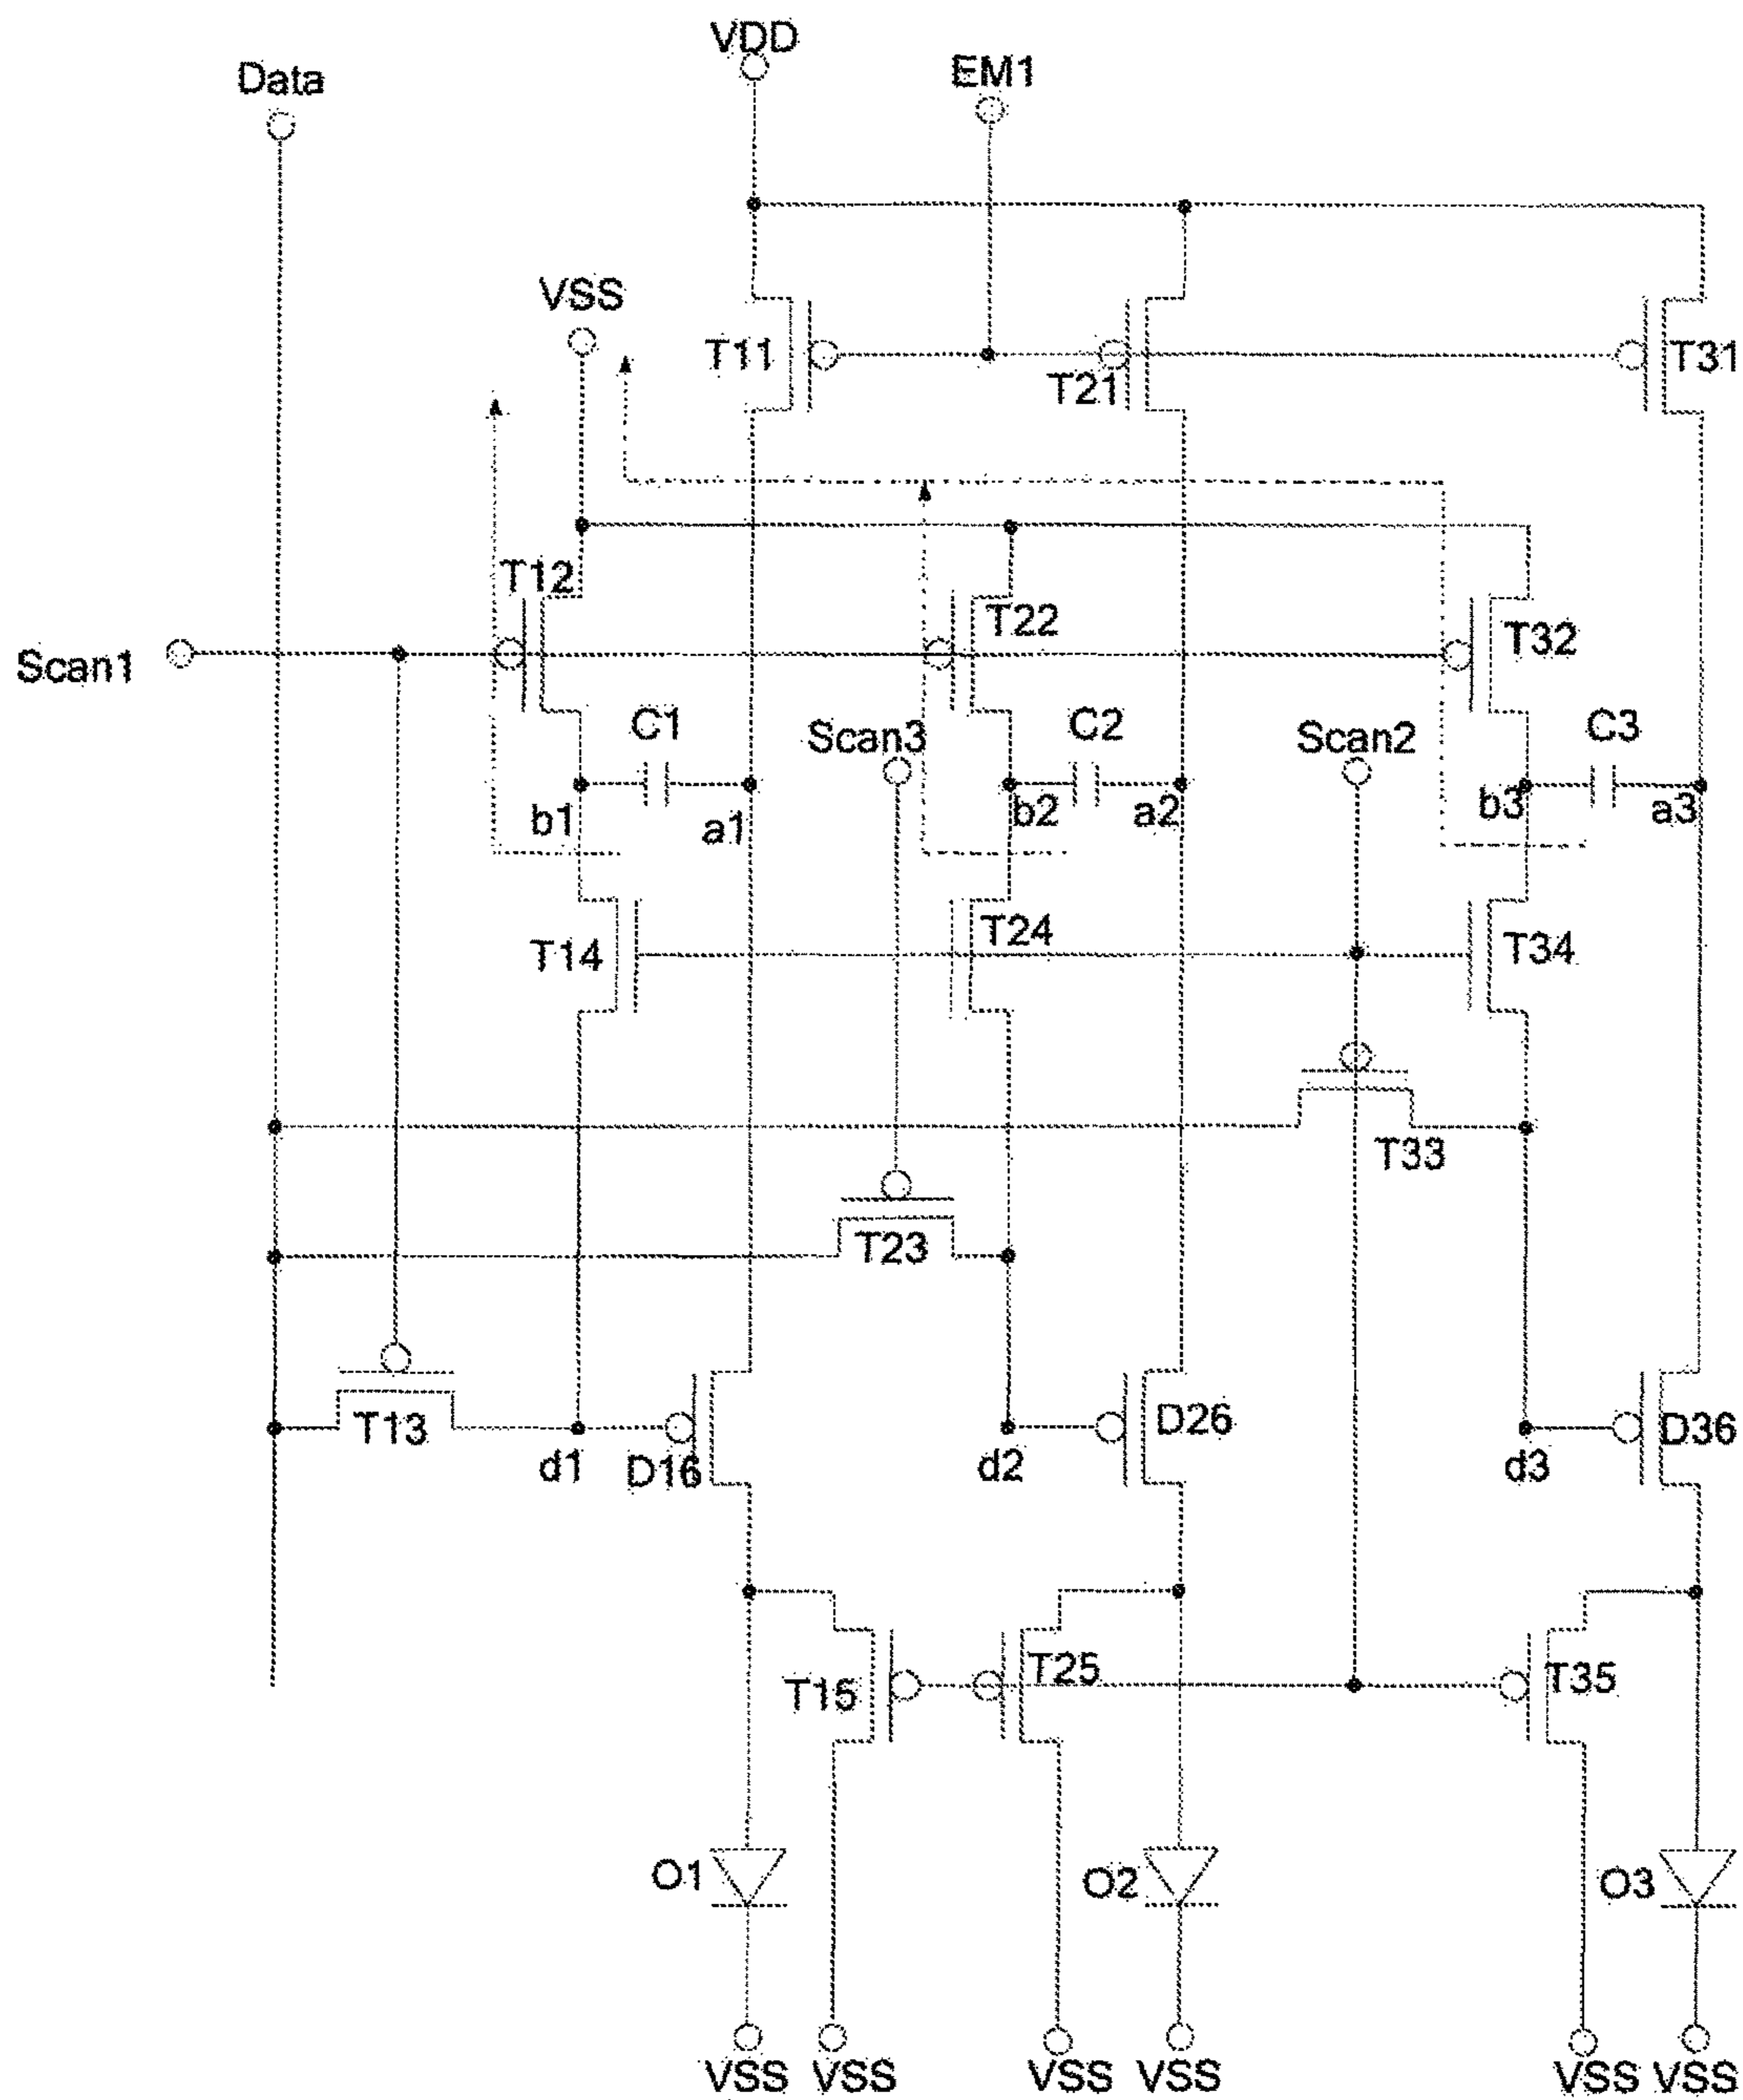 VDD
Data
EM1
VSS
T11
T21
T31
T12
T22
T32
Scan1
C1
Scan3
C2
Scan2
C3
b1
a1
b2
a2
b3
a3
T14
T24
T34
T33
T23
T13
d1
D16
d2
D26
d3
D36
T15
T25
T35
O1
O2
O3
VSS
VSS
VSS
VSS
VSS
VSS